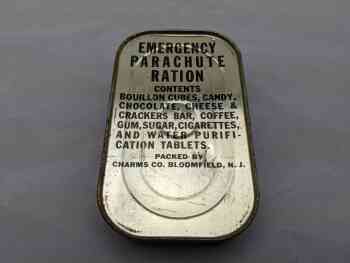 EMERGENCY
PARACHUTE
RATION
CONTENTS
BOUILLON CUBES, CANDY,
CHOCOLATE, CHEESE &
CRACKERS BAR, COFFEE,
GUM, SUGAR, CIGARETTES,
AND WATER PURIFI-
CATION TABLETS.
PACKED BY
CHARMS CO. BLOOMFIELD, N. J.